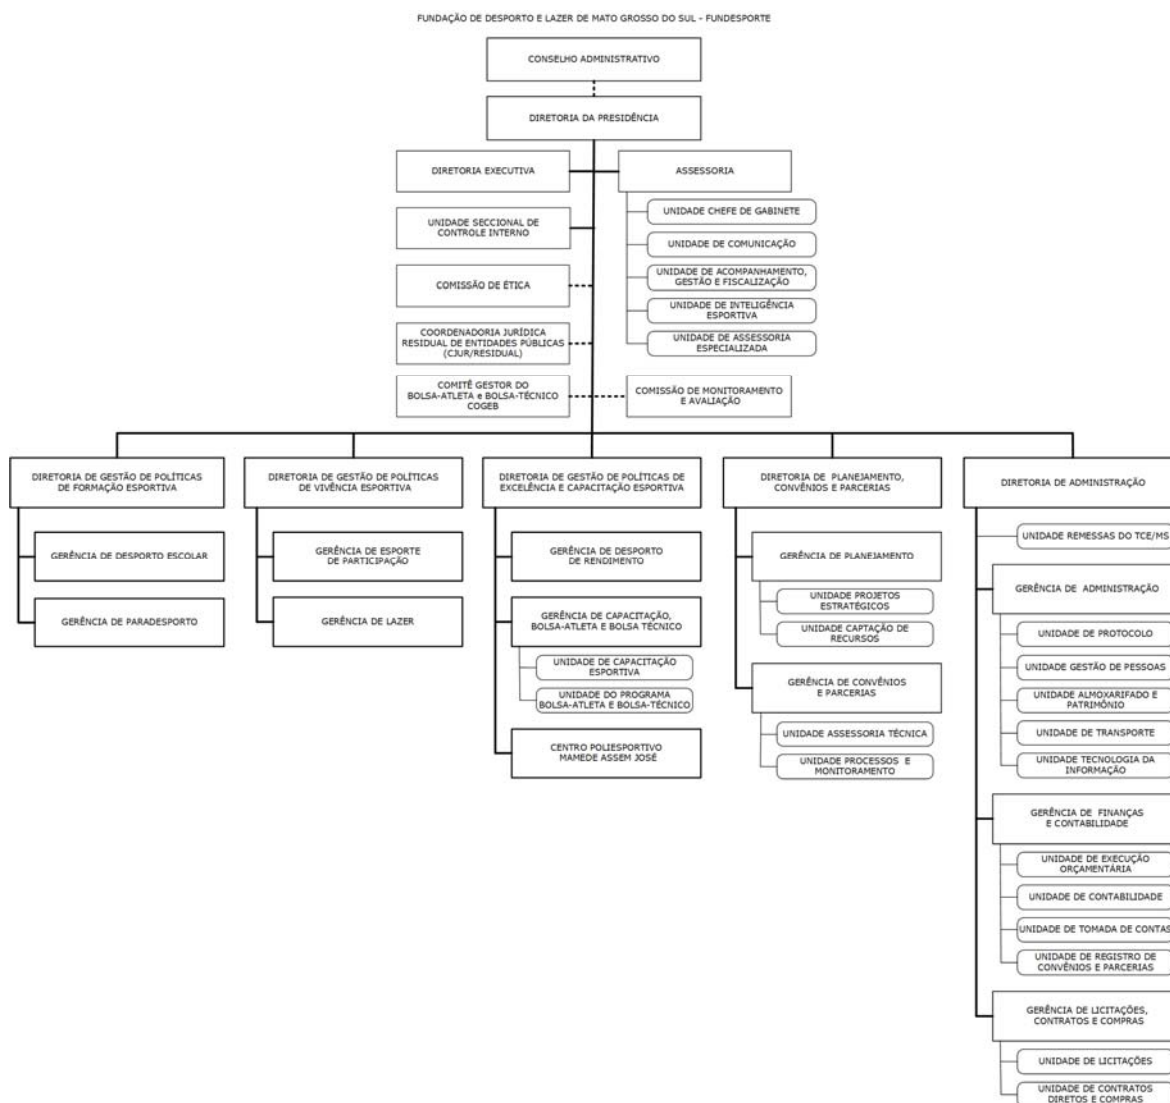 FUNDAÇÃO DE DESPORTO E LAZER DE MATO GROSSO DO SUL - FUNDESPORTE
CONSELHO ADMINISTRATIVO
DIRETORIA DA PRESIDÊNCIA
DIRETORIA EXECUTIVA
ASSESSORIA
UNIDADE CHEFE DE GABINETE
UNIDADE SECCIONAL DE
CONTROLE INTERNO
UNIDADE DE COMUNICAÇÃO
UNIDADE DE ACOMPANHAMENTO,
GESTÃO E FISCALIZAÇÃO
COMISSÃO DE ÉTICA
UNIDADE DE INTELIGÊNCIA
ESPORTIVA
COORDENADORIA JURÍDICA
RESIDUAL DE ENTIDADES PÚBLICAS
(CJUR/RESIDUAL)
UNIDADE DE ASSESSORIA
ESPECIALIZADA
COMITÊ GESTOR DO
BOLSA-ATLETA e BOLSA-TÉCNICO
COGEB
COMISSÃO DE MONITORAMENTO
E AVALIAÇÃO
DIRETORIA DE GESTÃO DE POLÍTICAS
DE FORMAÇÃO ESPORTIVA
GERÊNCIA DE DESPORTO ESCOLAR
GERÊNCIA DE PARADESPORTO
DIRETORIA DE GESTÃO DE POLÍTICAS
DE VIVÊNCIA ESPORTIVA
GERÊNCIA DE ESPORTE
DE PARTICIPAÇÃO
GERÊNCIA DE LAZER
DIRETORIA DE GESTÃO DE POLÍTICAS DE
EXCELÊNCIA E CAPACITAÇÃO ESPORTIVA
GERÊNCIA DE DESPORTO
DE RENDIMENTO
GERÊNCIA DE CAPACITAÇÃO,
BOLSA-ATLETA E BOLSA TÉCNICO
UNIDADE DE CAPACITAÇÃO
ESPORTIVA
UNIDADE DO PROGRAMA
BOLSA-ATLETA E BOLSA-TÉCNICO
CENTRO POLIESPORTIVO
MAMEDE ASSEM JOSÉ
DIRETORIA DE PLANEJAMENTO,
CONVÊNIOS E PARCERIAS
GERÊNCIA DE PLANEJAMENTO
UNIDADE PROJETOS
ESTRATÉGICOS
UNIDADE CAPTAÇÃO DE
RECURSOS
GERÊNCIA DE CONVÊNIOS
E PARCERIAS
UNIDADE ASSESSORIA TÉCNICA
UNIDADE PROCESSOS E
MONITORAMENTO
DIRETORIA DE ADMINISTRAÇÃO
UNIDADE REMESSAS DO TCE/MS
GERÊNCIA DE ADMINISTRAÇÃO
UNIDADE DE PROTOCOLO
UNIDADE GESTÃO DE PESSOAS
UNIDADE ALMOXARIFADO E
PATRIMÔNIO
UNIDADE DE TRANSPORTE
UNIDADE TECNOLOGIA DA
INFORMAÇÃO
GERÊNCIA DE FINANÇAS
E CONTABILIDADE
UNIDADE DE EXECUÇÃO
ORÇAMENTÁRIA
UNIDADE DE CONTABILIDADE
UNIDADE DE TOMADA DE CONTAS
UNIDADE DE REGISTRO DE
CONVÊNIOS E PARCERIAS
GERÊNCIA DE LICITAÇÕES,
CONTRATOS E COMPRAS
UNIDADE DE LICITAÇÕES
UNIDADE DE CONTRATOS
DIRETOS E COMPRAS